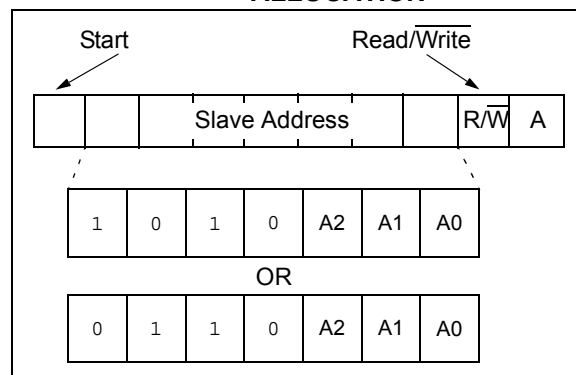 Start Read/Write
Slave Address R/W A
1 0 1 0 A2 A1 A0
OR
0 1 1 0 A2 A1 A0